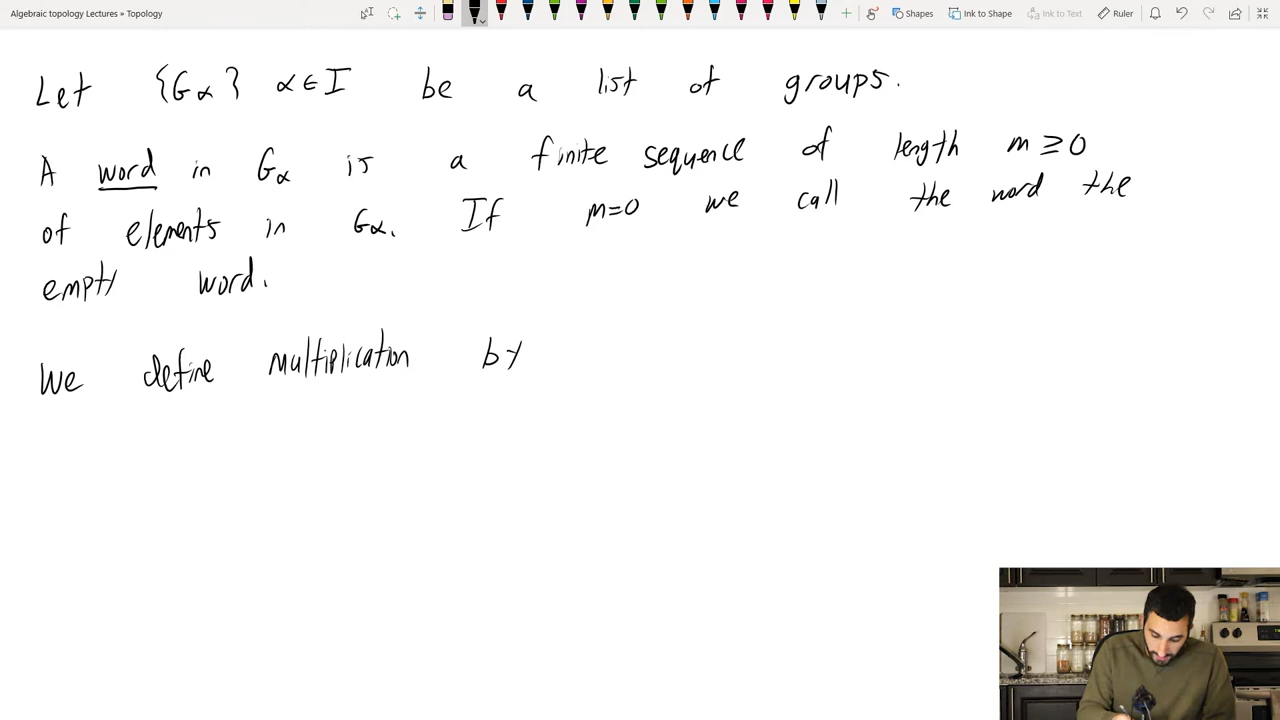 Algebraic topology Lectures » Topology
Shapes
Ink to Shape
Ink to Text
Ruler
Let {Gα} α∈I be a list of groups.
A word in Gα is a finite sequence of length m≥0
of elements in Gα. If m=0 we call the word the
empty word.
We define multiplication by